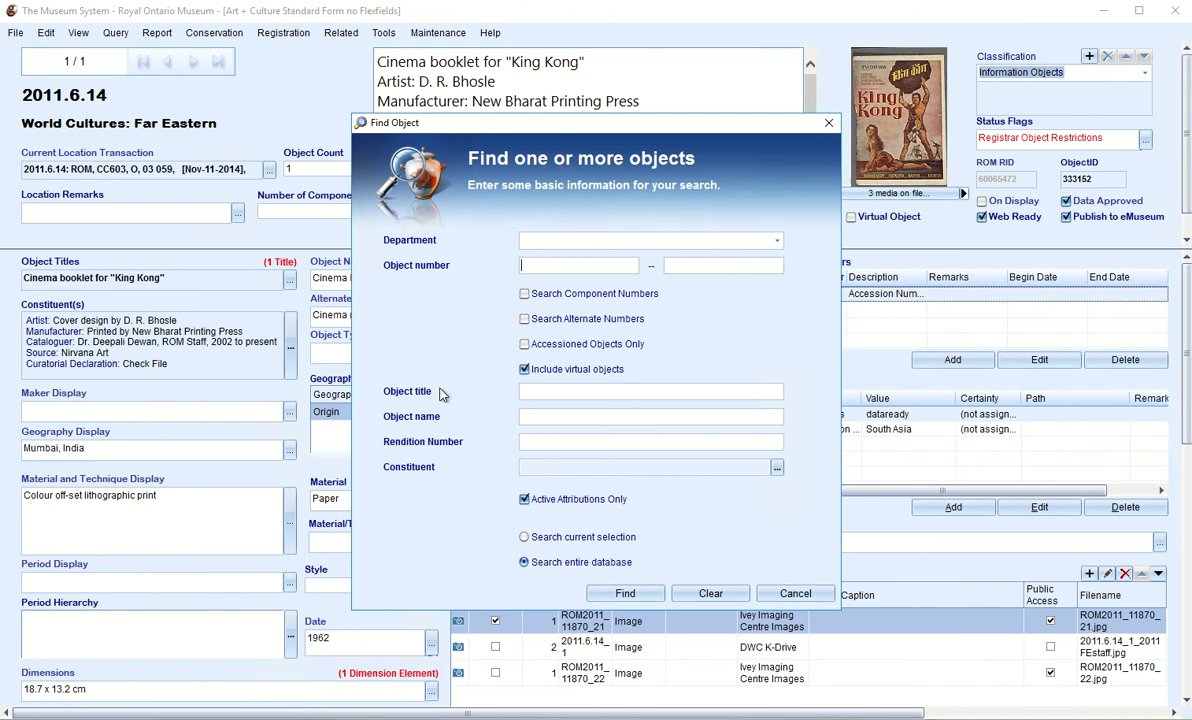 The Museum System - Royal Ontario Museum - [Art + Culture Standard Form no Flexfields]
File Edit View Query Report Conservation Registration Related Tools Maintenance Help
1 / 1
2011.6.14
World Cultures: Far Eastern
Cinema booklet for "King Kong"
Artist: D. R. Bhosle
Manufacturer: New Bharat Printing Press
King Kong
3 media on file...
Virtual Object
Classification
Information Objects
Status Flags
Registrar Object Restrictions
ROM RID ObjectID
60065472 333152
On Display Data Approved
Web Ready Publish to eMuseum
Current Location Transaction Object Count
2011.6.14: ROM, CC603, O, 03 059, [Nov-11-2014], ... 1
Location Remarks Number of Compone
Find Object
Find one or more objects
Enter some basic information for your search.
Department
Object number --
Search Component Numbers
Search Alternate Numbers
Accessioned Objects Only
Include virtual objects
Object title
Object name
Rendition Number
Constituent ...
Active Attributions Only
Search current selection
Search entire database
Find Clear Cancel
Object Titles (1 Title)
Cinema booklet for "King Kong"
Constituent(s)
Artist: Cover design by D. R. Bhosle
Manufacturer: Printed by New Bharat Printing Press
Cataloguer: Dr. Deepali Dewan, ROM Staff, 2002 to present
Source: Nirvana Art
Curatorial Declaration: Check File
Maker Display
Geography Display
Mumbai, India
Material and Technique Display
Colour off-set lithographic print
Period Display
Period Hierarchy
Dimensions (1 Dimension Element)
18.7 x 13.2 cm
Object N
Cinema
Alternate
Cinema
Object Ty
Geograph
Geograp
Origin
Material
Paper
Material/T
Style
Date
1962
rs
r Description Remarks Begin Date End Date
Accession Num...
Add Edit Delete
Value Certainty Path Remark
s dataready (not assign...
on ... South Asia (not assign...
Add Edit Delete
Caption Public Access Filename
1 ROM2011_11870_21 Image Ivey Imaging Centre Images ROM2011_11870_21.jpg
2 2011.6.14_1 Image DWC K-Drive 2011.6.14_1_2011FEstaff.jpg
1 ROM2011_11870_22 Image Ivey Imaging Centre Images ROM2011_11870_22.jpg